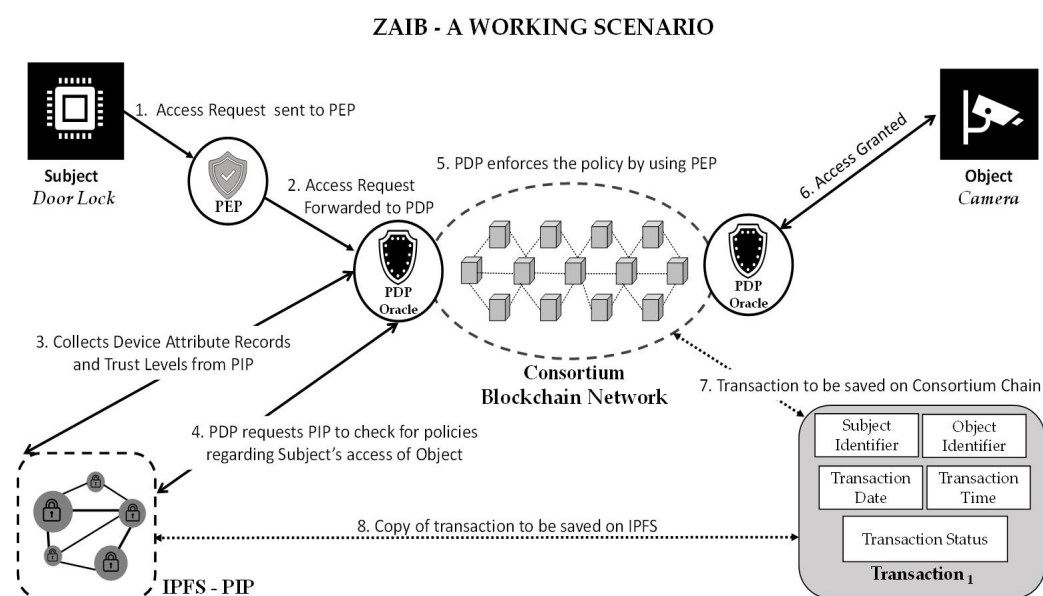 ZAIB - A WORKING SCENARIO
1. Access Request sent to PEP
Subject
Door Lock
PEP
2. Access Request
Forwarded to PDP
PDP
Oracle
5. PDP enforces the policy by using PEP
Consortium
Blockchain Network
PDP
Oracle
6. Access Granted
Object
Camera
3. Collects Device Attribute Records
and Trust Levels from PIP
4. PDP requests PIP to check for policies
regarding Subject's access of Object
7. Transaction to be saved on Consortium Chain
Subject
Identifier
Object
Identifier
Transaction
Date
Transaction
Time
Transaction Status
Transaction 1
8. Copy of transaction to be saved on IPFS
IPFS - PIP